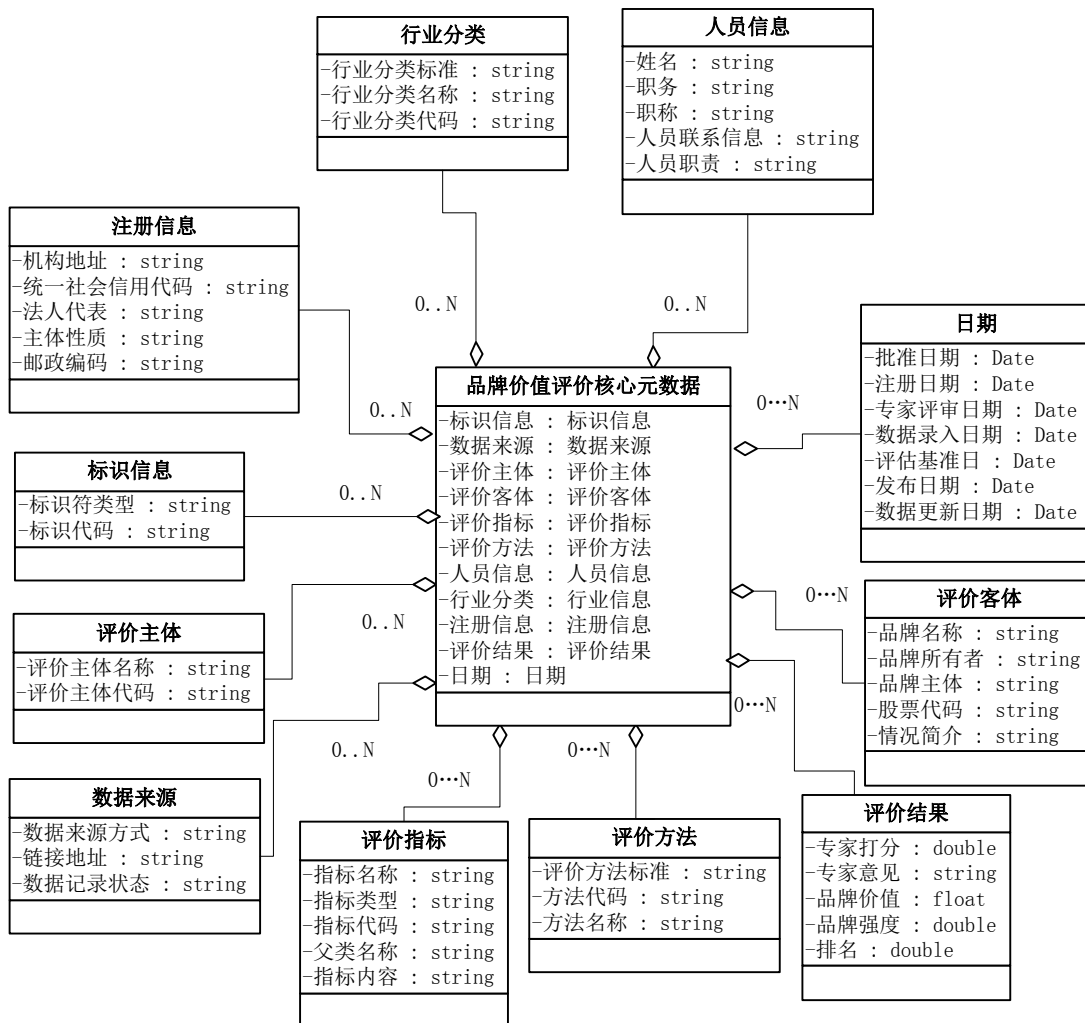 行业分类
-行业分类标准 : string
-行业分类名称 : string
-行业分类代码 : string
人员信息
-姓名 : string
-职务 : string
-职称 : string
-人员联系信息 : string
-人员职责 : string
注册信息
-机构地址 : string
-统一社会信用代码 : string
-法人代表 : string
-主体性质 : string
-邮政编码 : string
0..N
0..N
日期
-批准日期 : Date
-注册日期 : Date
-专家评审日期 : Date
-数据录入日期 : Date
-评估基准日 : Date
-发布日期 : Date
-数据更新日期 : Date
0..N
0…N
品牌价值评价核心元数据
-标识信息 : 标识信息
-数据来源 : 数据来源
-评价主体 : 评价主体
-评价客体 : 评价客体
-评价指标 : 评价指标
-评价方法 : 评价方法
-人员信息 : 人员信息
-行业分类 : 行业信息
-注册信息 : 注册信息
-评价结果 : 评价结果
-日期 : 日期
标识信息
-标识符类型 : string
-标识代码 : string
0..N
评价主体
-评价主体名称 : string
-评价主体代码 : string
0..N
0…N
评价客体
-品牌名称 : string
-品牌所有者 : string
-品牌主体 : string
-股票代码 : string
-情况简介 : string
0…N
数据来源
-数据来源方式 : string
-链接地址 : string
-数据记录状态 : string
0..N
0…N
0…N
评价指标
-指标名称 : string
-指标类型 : string
-指标代码 : string
-父类名称 : string
-指标内容 : string
评价方法
-评价方法标准 : string
-方法代码 : string
-方法名称 : string
评价结果
-专家打分 : double
-专家意见 : string
-品牌价值 : float
-品牌强度 : double
-排名 : double